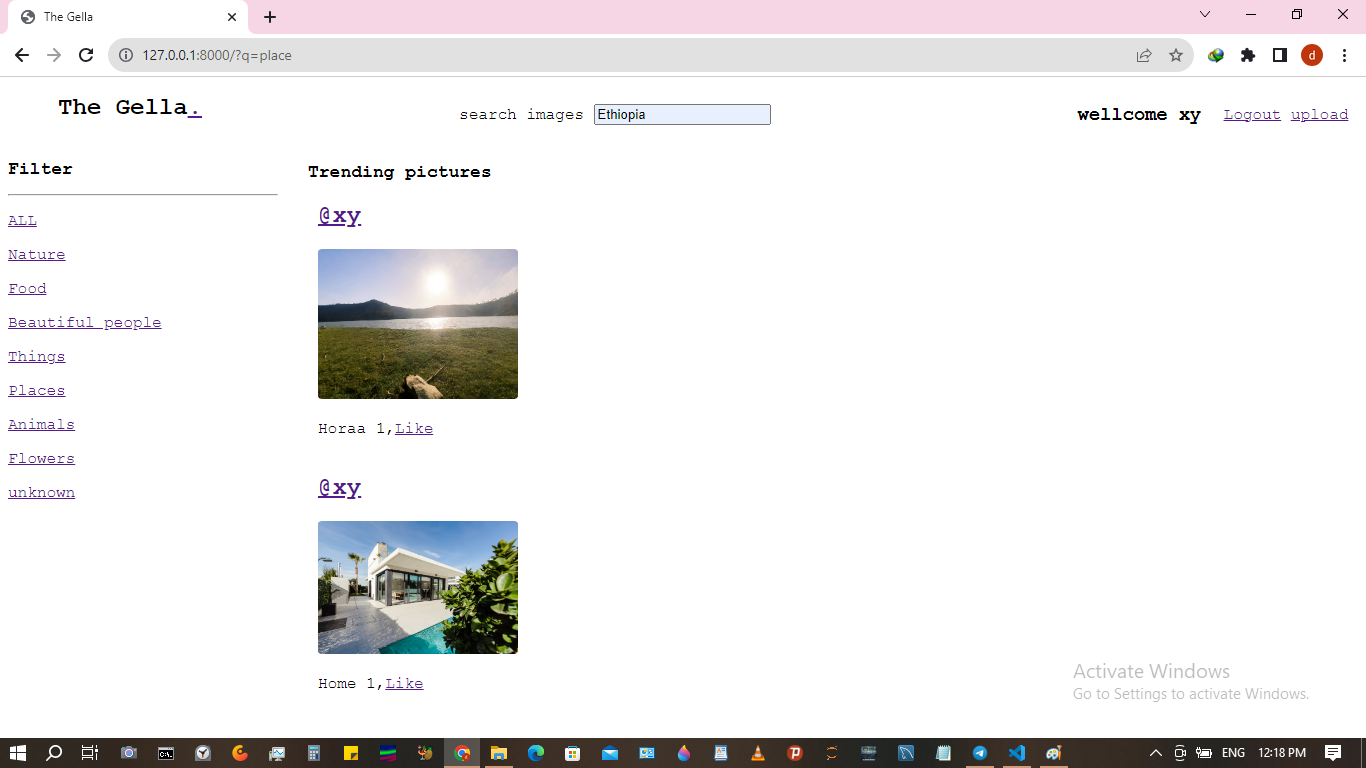 The Gella
127.0.0.1:8000/?q=place
d
The Gella.
search images Ethiopia
wellcome xy Logout upload
Filter
ALL
Nature
Food
Beautiful people
Things
Places
Animals
Flowers
unknown
Trending pictures
@xy
Horaa 1,Like
@xy
Home 1,Like
Activate Windows
Go to Settings to activate Windows.
ENG 12:18 PM